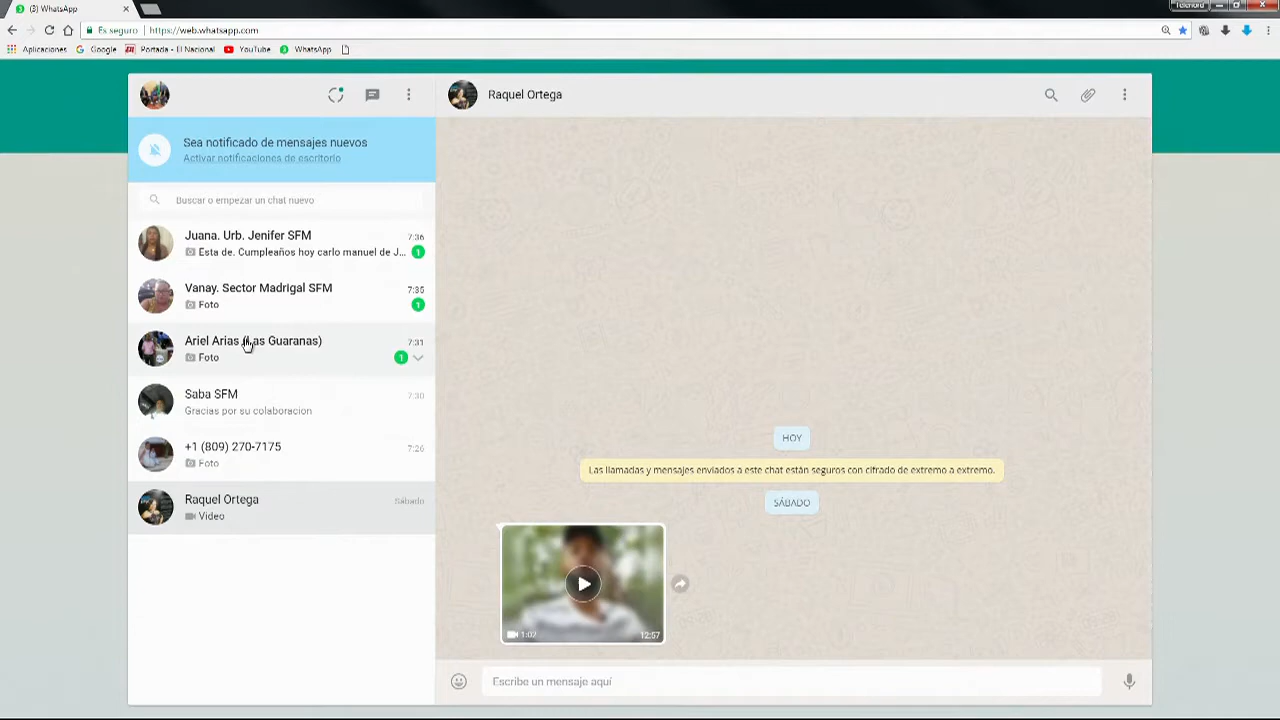 (3) WhatsApp
Telenord
Es seguro
https://web.whatsapp.com
Aplicaciones
Google
Portada - El Nacional
YouTube
WhatsApp
Raquel Ortega
Sea notificado de mensajes nuevos
Activar notificaciones de escritorio
Buscar o empezar un chat nuevo
Juana. Urb. Jenifer SFM
7:36
Esta de. Cumpleaños hoy carlo manuel de J...
1
Vanay. Sector Madrigal SFM
7:35
Foto
1
Ariel Arias (Las Guaranas)
7:31
Foto
1
Saba SFM
7:30
Gracias por su colaboracion
+1 (809) 270-7175
7:26
Foto
Raquel Ortega
Sábado
Video
HOY
Las llamadas y mensajes enviados a este chat están seguros con cifrado de extremo a extremo.
SÁBADO
1:02
12:57
Escribe un mensaje aquí